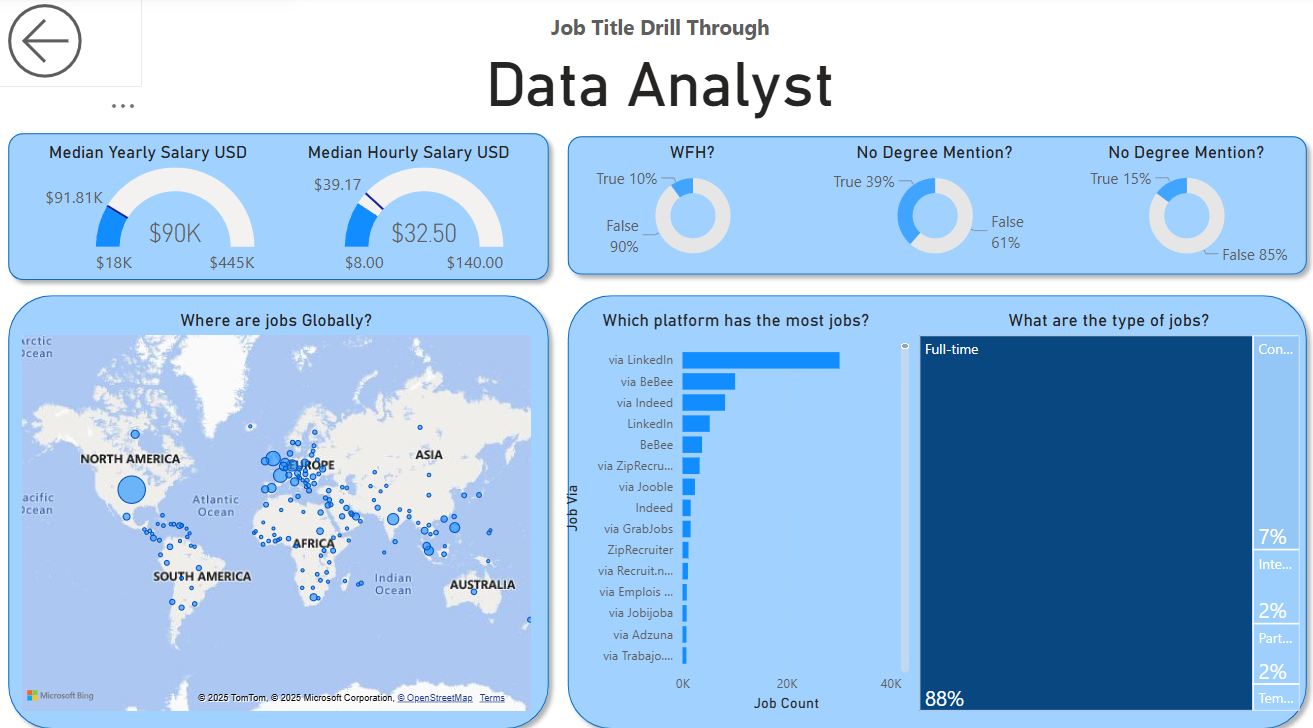 Job Title Drill Through
Data Analyst
...
Median Yearly Salary USD
$91.81K
$90K
$18K
$445K
Median Hourly Salary USD
$39.17
$32.50
$8.00
$140.00
WFH?
True 10%
False
90%
No Degree Mention?
True 39%
False
61%
No Degree Mention?
True 15%
False 85%
Where are jobs Globally?
Arctic
Ocean
NORTH AMERICA
EUROPE
ASIA
Pacific
Ocean
Atlantic
Ocean
AFRICA
SOUTH AMERICA
Indian
Ocean
AUSTRALIA
Microsoft Bing
© 2025 TomTom, © 2025 Microsoft Corporation, © OpenStreetMap Terms
Which platform has the most jobs?
Job Via
via LinkedIn
via BeBee
via Indeed
LinkedIn
BeBee
via ZipRecru...
via Jooble
Indeed
via GrabJobs
ZipRecruiter
via Recruit.n...
via Emplois ...
via Jobijoba
via Adzuna
via Trabajo....
0K
20K
40K
Job Count
What are the type of jobs?
Full-time
88%
Con...
7%
Inte...
2%
Part...
2%
Tem...